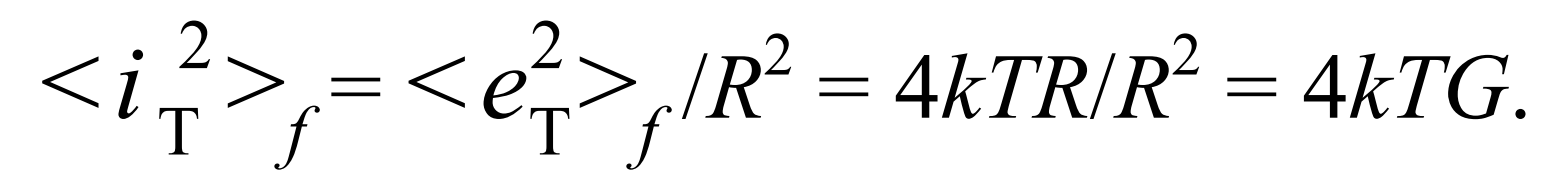 <i_T^2>_f = <e_T^2>_f /R^2 = 4kTR/R^2 = 4kTG.